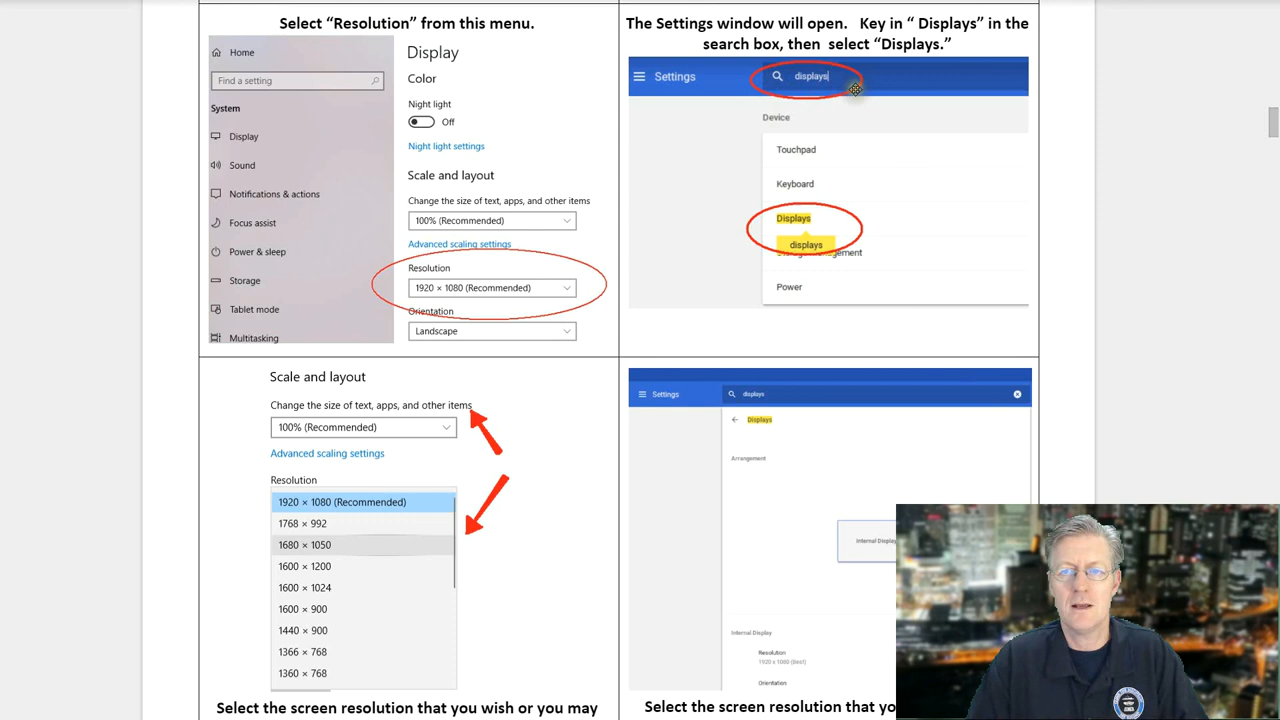 Select “Resolution” from this menu.
Home
Find a setting
System
Display
Sound
Notifications & actions
Focus assist
Power & sleep
Storage
Tablet mode
Multitasking
Display
Color
Night light
Off
Night light settings
Scale and layout
Change the size of text, apps, and other items
100% (Recommended)
Advanced scaling settings
Resolution
1920 × 1080 (Recommended)
Orientation
Landscape
The Settings window will open. Key in “ Displays” in the
search box, then select “Displays.”
Settings
displays
Device
Touchpad
Keyboard
Displays
displays
Power
Scale and layout
Change the size of text, apps, and other items
100% (Recommended)
Advanced scaling settings
Resolution
1920 × 1080 (Recommended)
1768 × 992
1680 × 1050
1600 × 1200
1600 × 1024
1600 × 900
1440 × 900
1366 × 768
1360 × 768
Select the screen resolution that you wish or you may
Settings
displays
Displays
Arrangement
Internal Display
Internal Display
Resolution
1920 x 1080 (Best)
Orientation
Select the screen resolution that yo